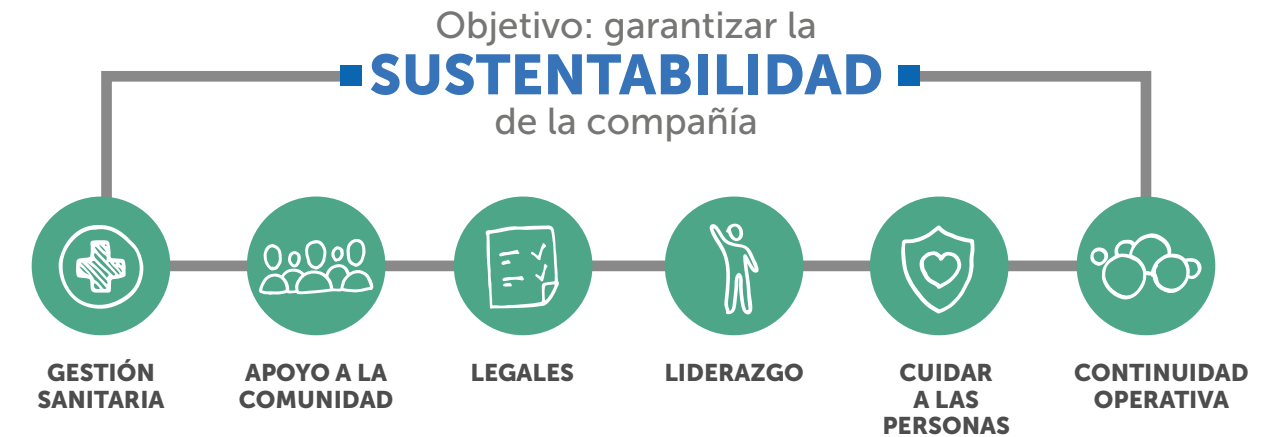 Objetivo: garantizar la
SUSTENTABILIDAD
de la compañía
GESTIÓN
SANITARIA
APOYO A LA
COMUNIDAD
LEGALES
LIDERAZGO
CUIDAR
A LAS
PERSONAS
CONTINUIDAD
OPERATIVA